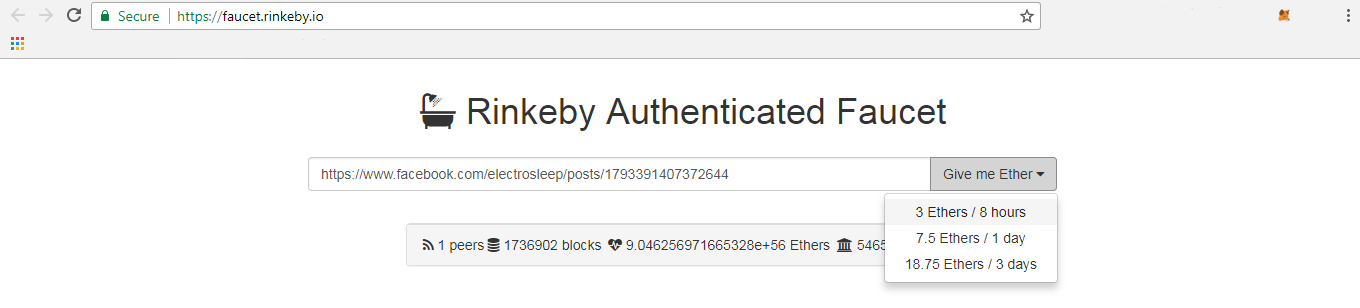 Secure https://faucet.rinkeby.io
Rinkeby Authenticated Faucet
https://www.facebook.com/electrosleep/posts/1793391407372644 Give me Ether
3 Ethers / 8 hours
7.5 Ethers / 1 day
18.75 Ethers / 3 days
1 peers 1736902 blocks 9.046256971665328e+56 Ethers 5465